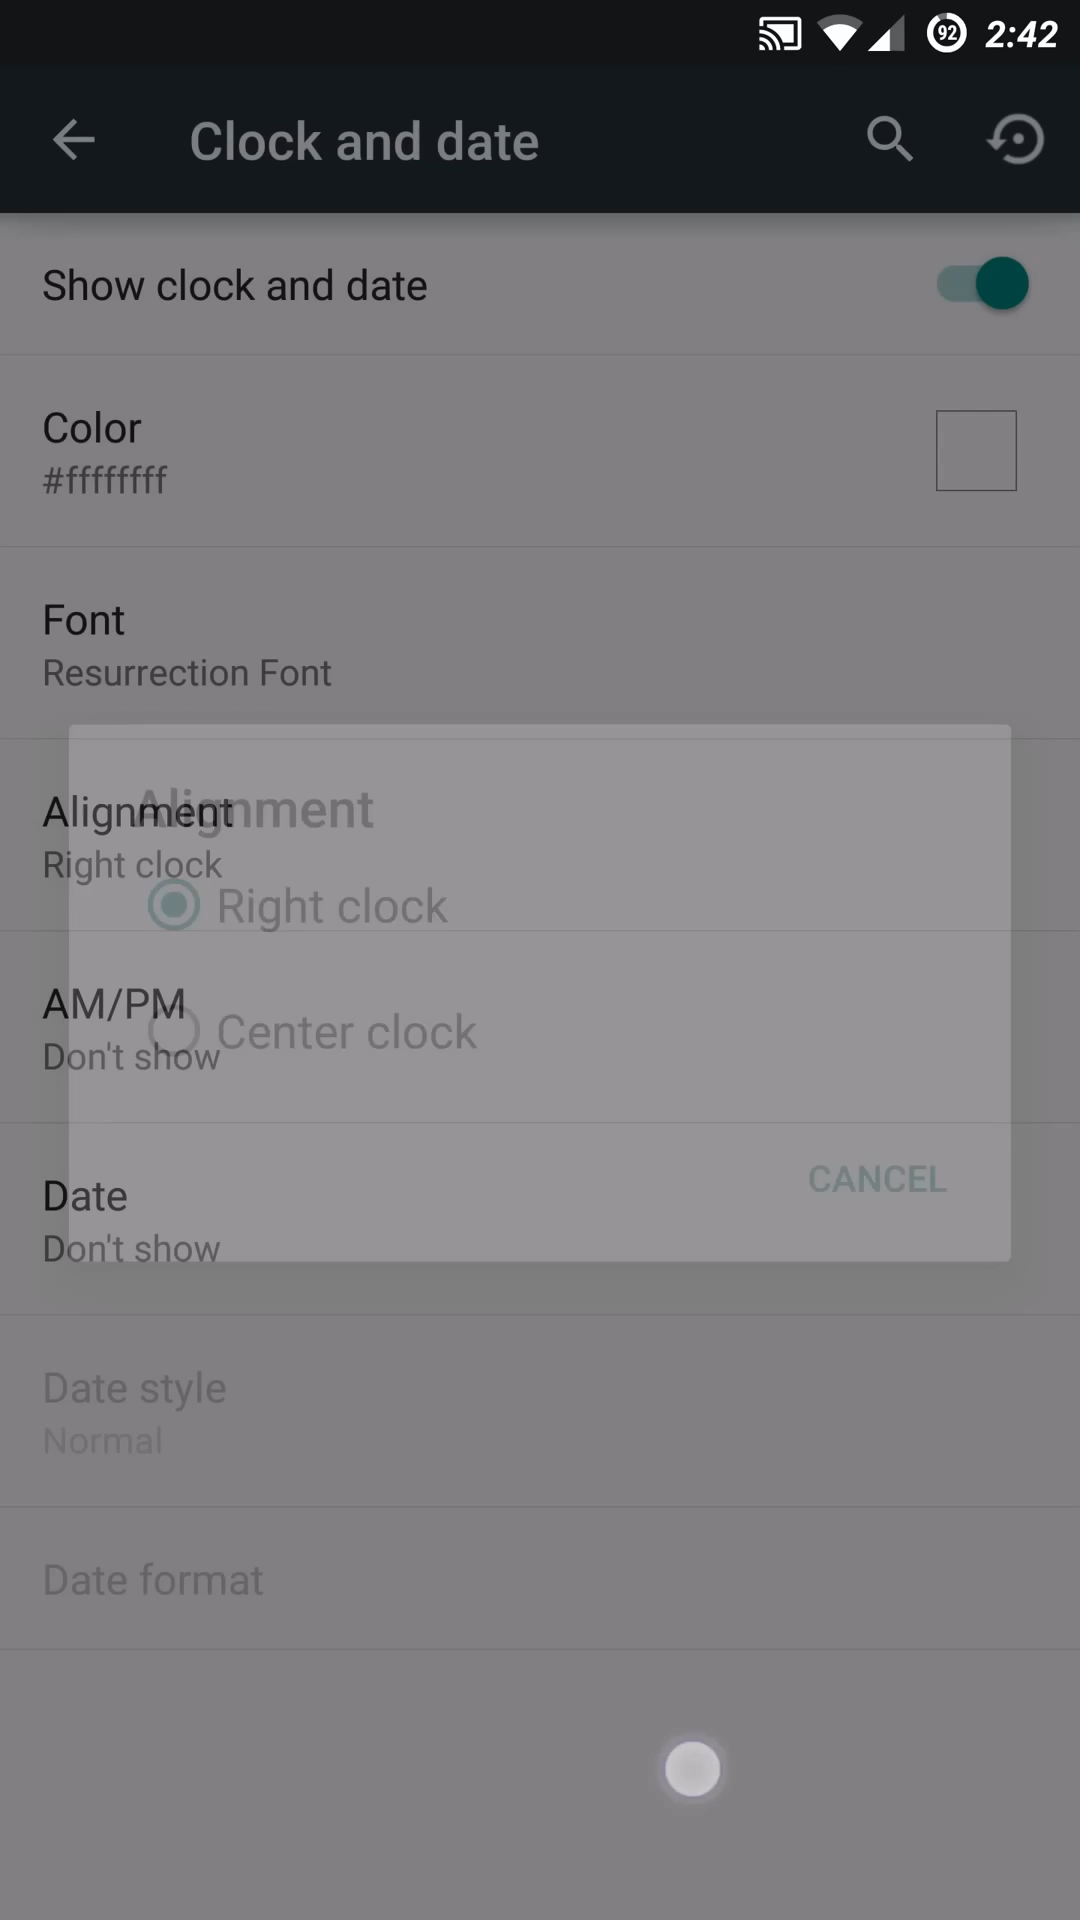 92 2:42
Clock and date
Show clock and date
Color
#ffffffff
Font
Resurrection Font
Alignment
Right clock
AM/PM
Don't show
Date
Don't show
Alignment
Right clock
Center clock
CANCEL
Date style
Normal
Date format